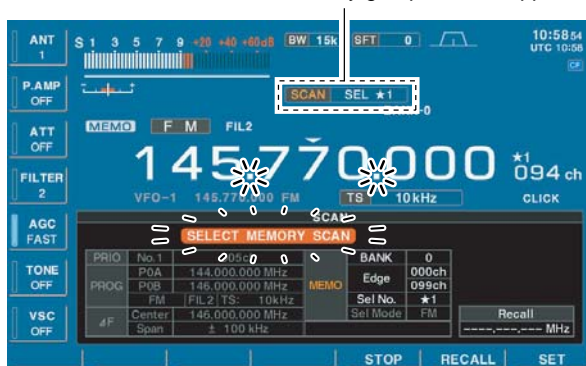 ANT
1
S 1 3 5 7 9 +20 +40 +60dB
BW 15k
SFT 0
10:58 54
UTC 10:58
CF
P.AMP
OFF
SCAN SEL ★1
ATT
OFF
MEMO
F M
FIL2
145.770.000
★1
094 ch
FILTER
2
VFO-1 145.770.000 FM
TS 10kHz
CLICK
AGC
FAST
SCAN
SELECT MEMORY SCAN
PRIO No.1
BANK 0
PROG
P0A 144.000.000 MHz
P0B 146.000.000 MHz
FM FIL2 TS: 10kHz
MEMO
Edge
000ch
099ch
Sel No. ★1
Sel Mode FM
TONE
OFF
⊿F
Center 146.000.000 MHz
Span ± 100 kHz
Recall
----.---.--- MHz
VSC
OFF
STOP
RECALL
SET